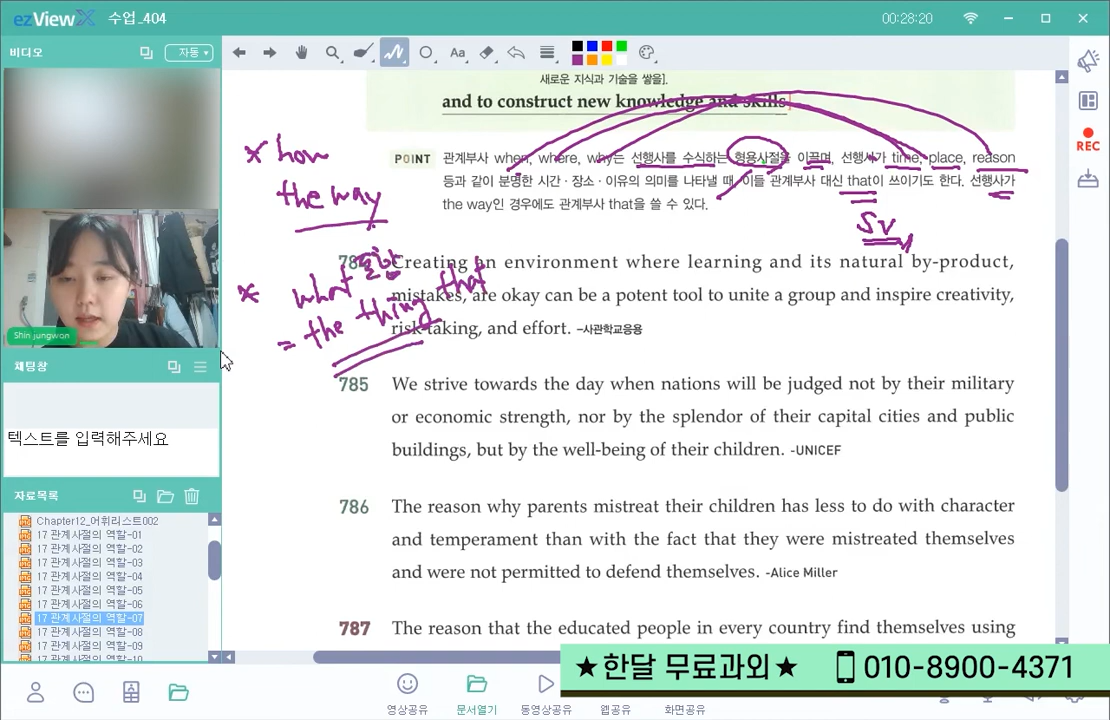 ezViewX 수업_404
00:28:20
비디오
자동
Aa
새로운 지식과 기술을 쌓을].
and to construct new knowledge and skills]
REC
POINT 관계부사 when, where, why는 선행사를 수식하는 형용사절을 이끌며, 선행사가 time, place, reason
등과 같이 분명한 시간·장소·이유의 의미를 나타낼 때, 이들 관계부사 대신 that이 쓰이기도 한다. 선행사가
the way인 경우에도 관계부사 that을 쓸 수 있다.
* how
the way
SV
* what
= the thing that
784 Creating an environment where learning and its natural by-product,
mistakes, are okay can be a potent tool to unite a group and inspire creativity,
risk-taking, and effort. –사관학교응용
785 We strive towards the day when nations will be judged not by their military
or economic strength, nor by the splendor of their capital cities and public
buildings, but by the well-being of their children. -UNICEF
786 The reason why parents mistreat their children has less to do with character
and temperament than with the fact that they were mistreated themselves
and were not permitted to defend themselves. -Alice Miller
787 The reason that the educated people in every country find themselves using
Shin jungwon
채팅창
텍스트를 입력해주세요
자료목록
Chapter12_어휘리스트002
17 관계사절의 역할-01
17 관계사절의 역할-02
17 관계사절의 역할-03
17 관계사절의 역할-04
17 관계사절의 역할-05
17 관계사절의 역할-06
17 관계사절의 역할-07
17 관계사절의 역할-08
17 관계사절의 역할-09
17 관계사절의 역할-10
★한달 무료과외★ 010-8900-4371
영상공유
문서열기
동영상공유
웹공유
화면공유